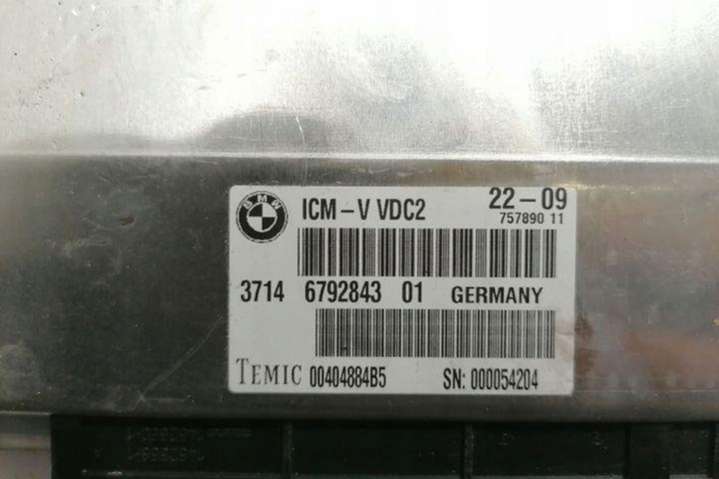 BMW
ICM-V VDC2 22-09
757890 11
3714 6792843 01 GERMANY
TEMIC 00404884B5 SN: 000054204